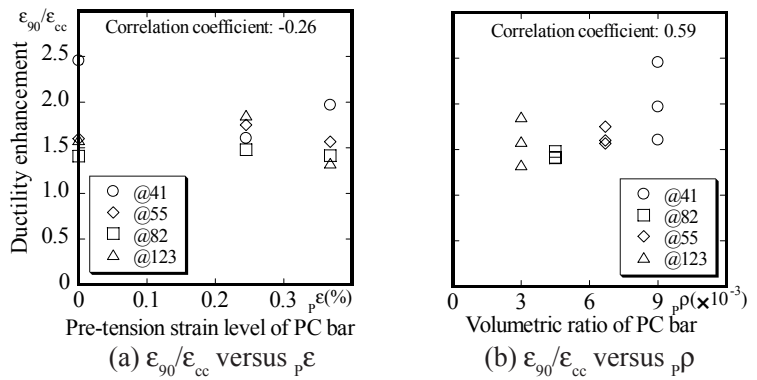 ε90/εcc
Ductility enhancement
Correlation coefficient: -0.26
2.5
2.0
1.5
1.0
0.5
0
@41
@55
@82
@123
0 0.1 0.2 0.3 Pε(%)
Pre-tension strain level of PC bar
(a) ε90/εcc versus Pε
Correlation coefficient: 0.59
@41
@82
@55
@123
0 3 6 9 Pρ(×10-3)
Volumetric ratio of PC bar
(b) ε90/εcc versus Pρ